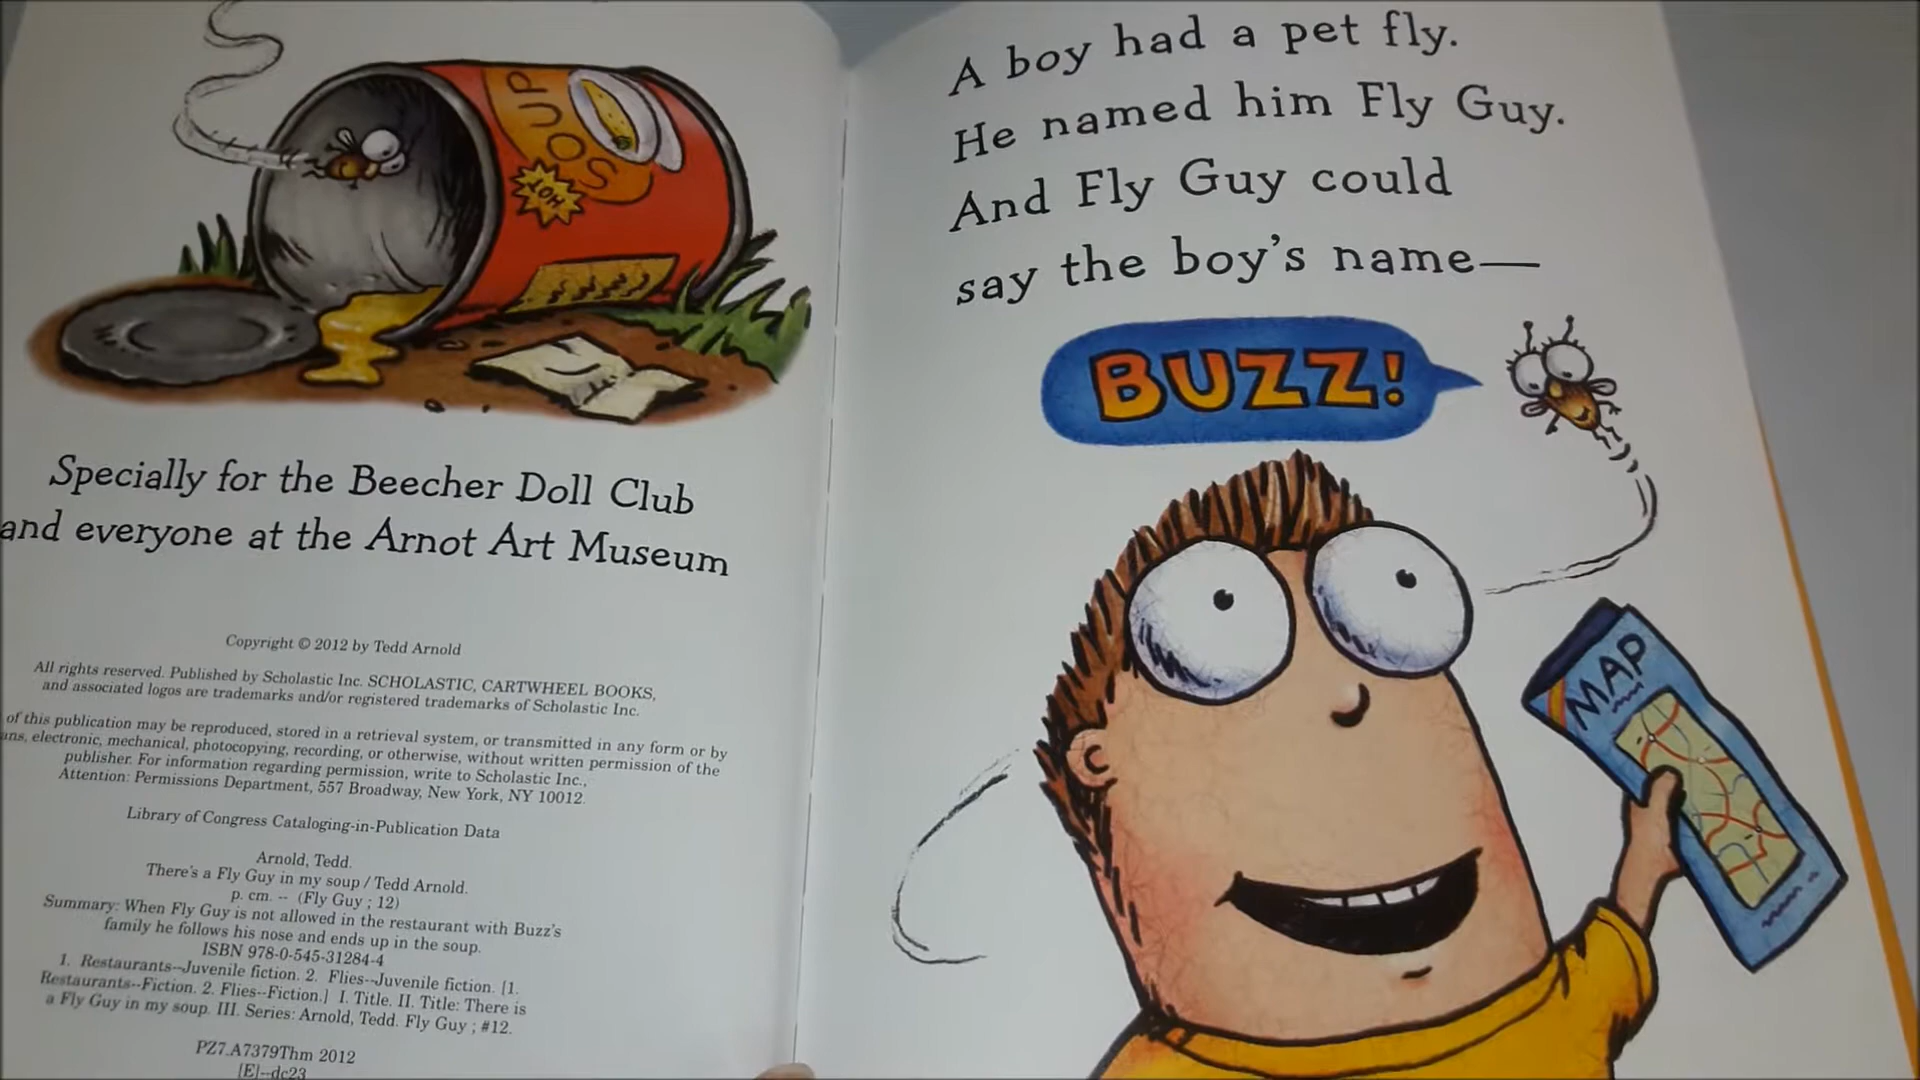 SOUP
HOT
Specially for the Beecher Doll Club
and everyone at the Arnot Art Museum
Copyright © 2012 by Tedd Arnold
All rights reserved. Published by Scholastic Inc. SCHOLASTIC, CARTWHEEL BOOKS,
and associated logos are trademarks and/or registered trademarks of Scholastic Inc.
of this publication may be reproduced, stored in a retrieval system, or transmitted in any form or by
electronic, mechanical, photocopying, recording, or otherwise, without written permission of the
publisher. For information regarding permission, write to Scholastic Inc.,
Attention: Permissions Department, 557 Broadway, New York, NY 10012.
Library of Congress Cataloging-in-Publication Data
Arnold, Tedd.
There's a Fly Guy in my soup / Tedd Arnold.
p. cm. -- (Fly Guy ; 12)
Summary: When Fly Guy is not allowed in the restaurant with Buzz's
family he follows his nose and ends up in the soup.
ISBN 978-0-545-31284-4
1. Restaurants--Juvenile fiction. 2. Flies--Juvenile fiction. [1.
Restaurants--Fiction. 2. Flies--Fiction.] I. Title. II. Title: There is
a Fly Guy in my soup. III. Series: Arnold, Tedd. Fly Guy ; #12.
PZ7.A7379Thm 2012
[E]--dc23
A boy had a pet fly.
He named him Fly Guy.
And Fly Guy could
say the boy's name—
BUZZ!
MAP